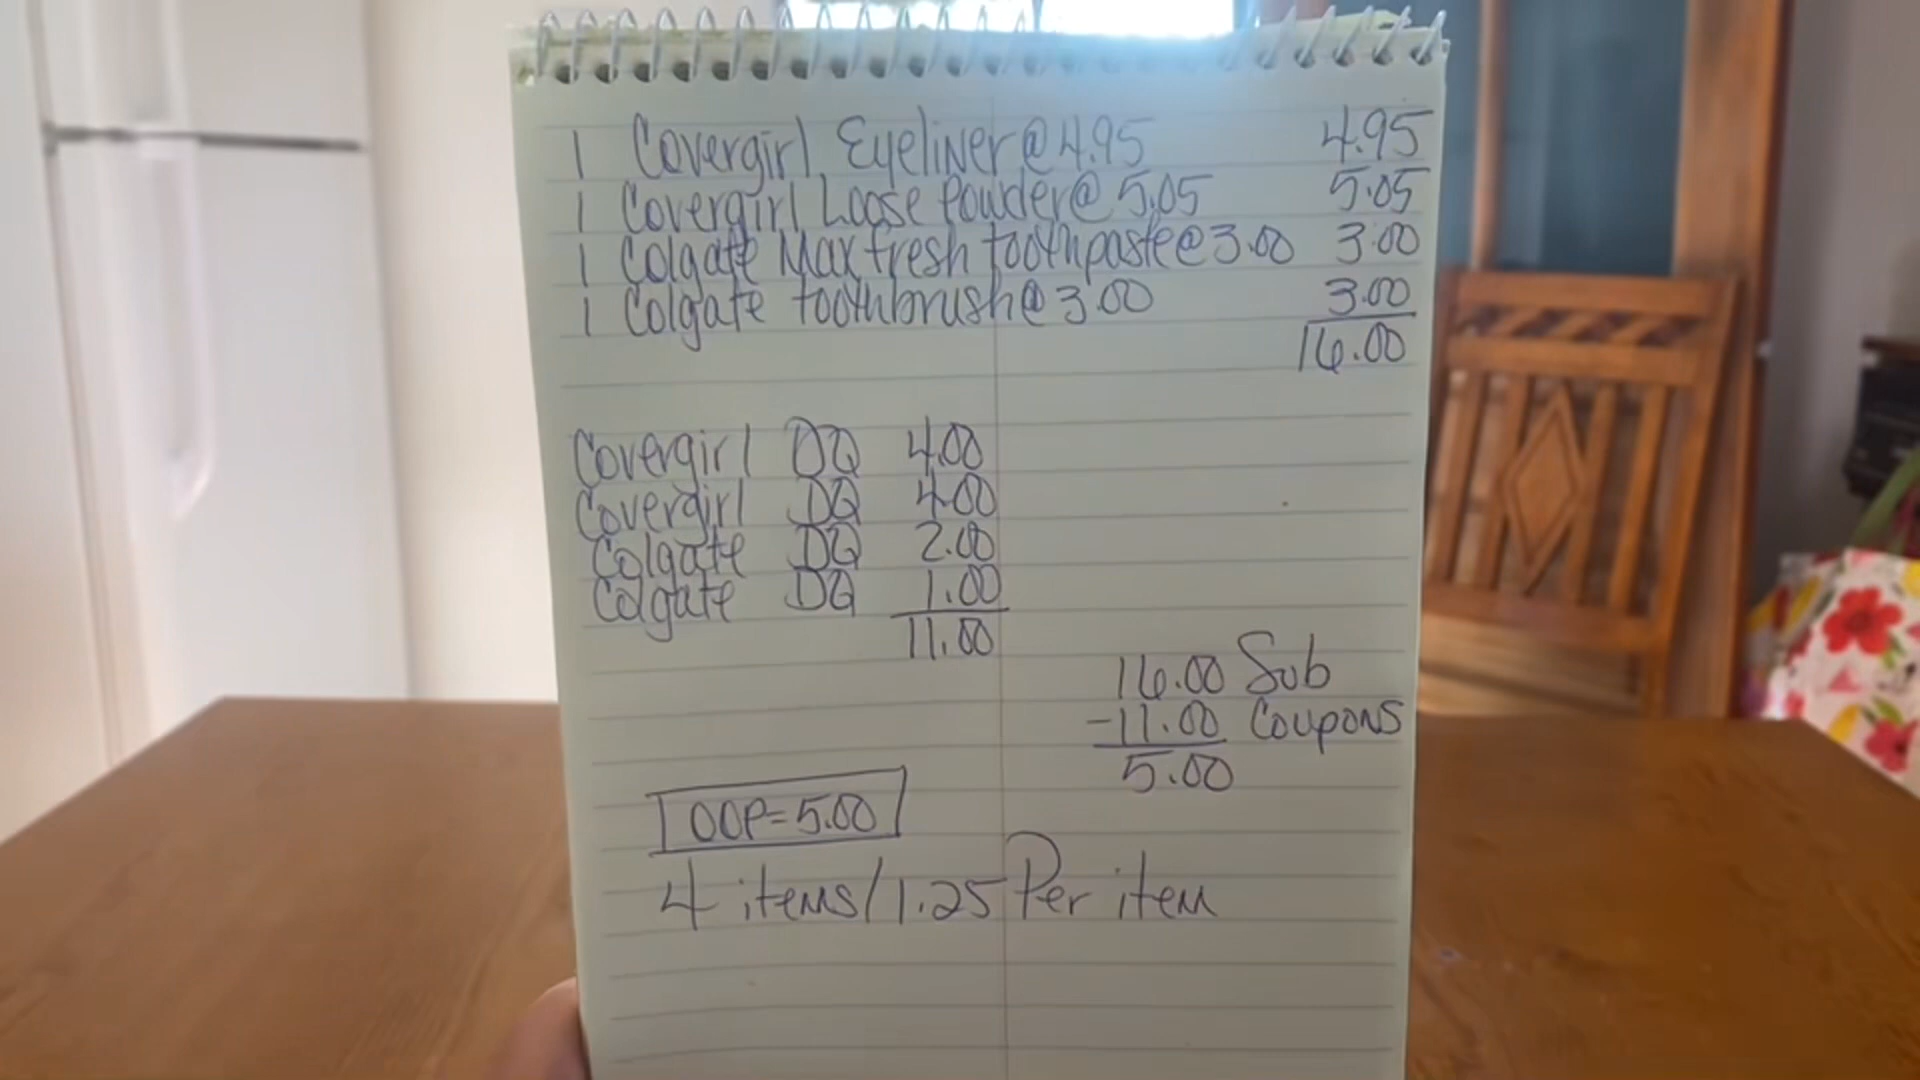 1 Covergirl Eyeliner @ 4.95 4.95
1 Covergirl Loose Powder @ 5.05 5.05
1 Colgate Max fresh toothpaste @ 3.00 3.00
1 Colgate toothbrush @ 3.00 3.00
16.00
Covergirl DQ 4.00
Covergirl DQ 4.00
Colgate DQ 2.00
Colgate DQ 1.00
11.00
16.00 Sub
-11.00 Coupons
5.00
OOP=5.00
4 items/1.25 Per item